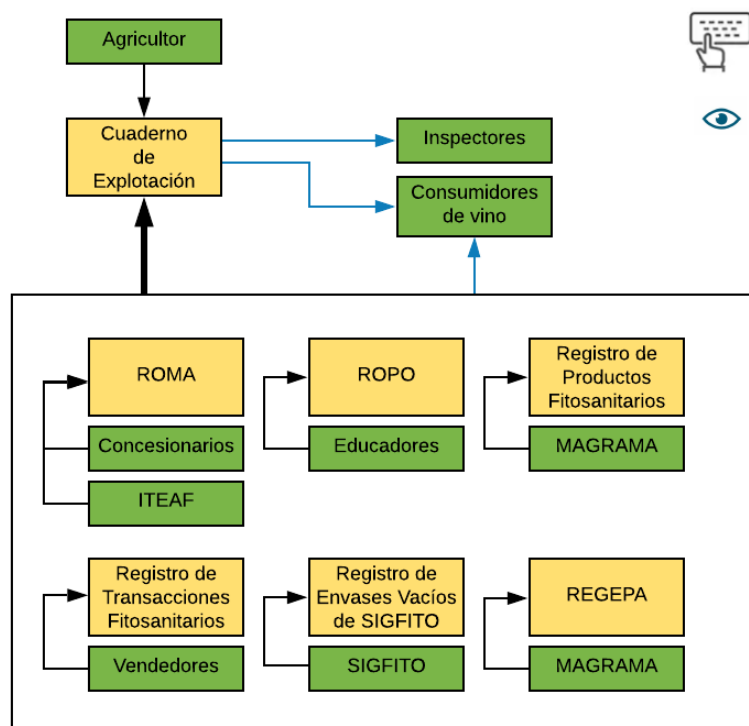 Agricultor
Cuaderno
de
Explotación
Inspectores
Consumidores
de vino
ROMA
Concesionarios
ITEAF
ROPO
Educadores
Registro de
Productos
Fitosanitarios
MAGRAMA
Registro de
Transacciones
Fitosanitarios
Vendedores
Registro de
Envases Vacíos
de SIGFITO
SIGFITO
REGEPA
MAGRAMA